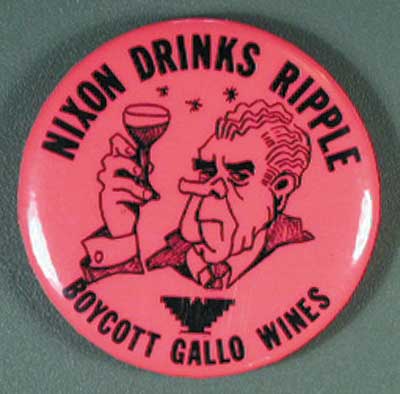 NIXON DRINKS RIPPLE
BOYCOTT GALLO WINES